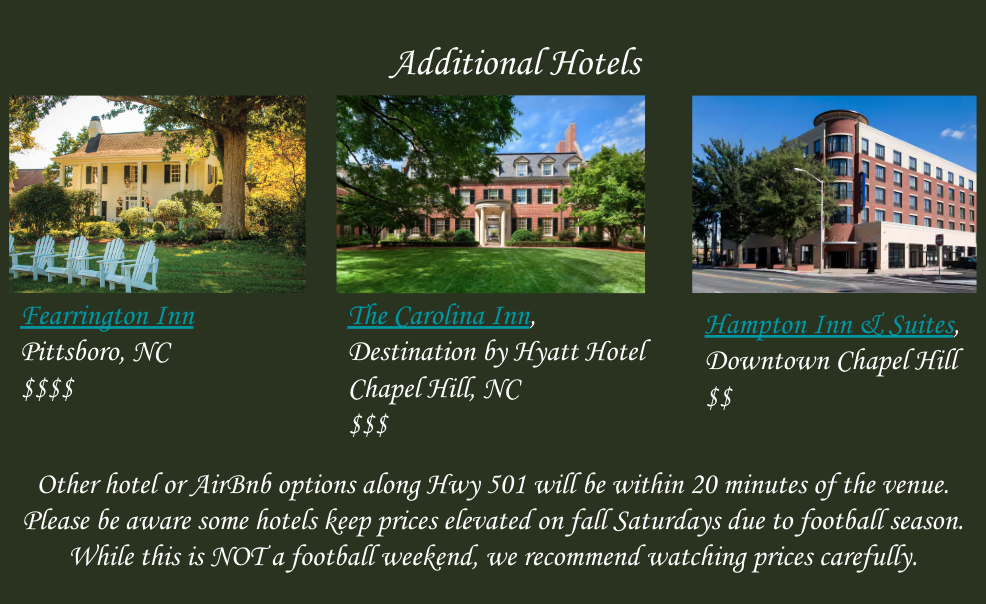 Additional Hotels
Fearrington Inn
Pittsboro, NC
$$$$
The Carolina Inn,
Destination by Hyatt Hotel
Chapel Hill, NC
$$$
Hampton Inn & Suites,
Downtown Chapel Hill
$$
Other hotel or AirBnb options along Hwy 501 will be within 20 minutes of the venue.
Please be aware some hotels keep prices elevated on fall Saturdays due to football season.
While this is NOT a football weekend, we recommend watching prices carefully.